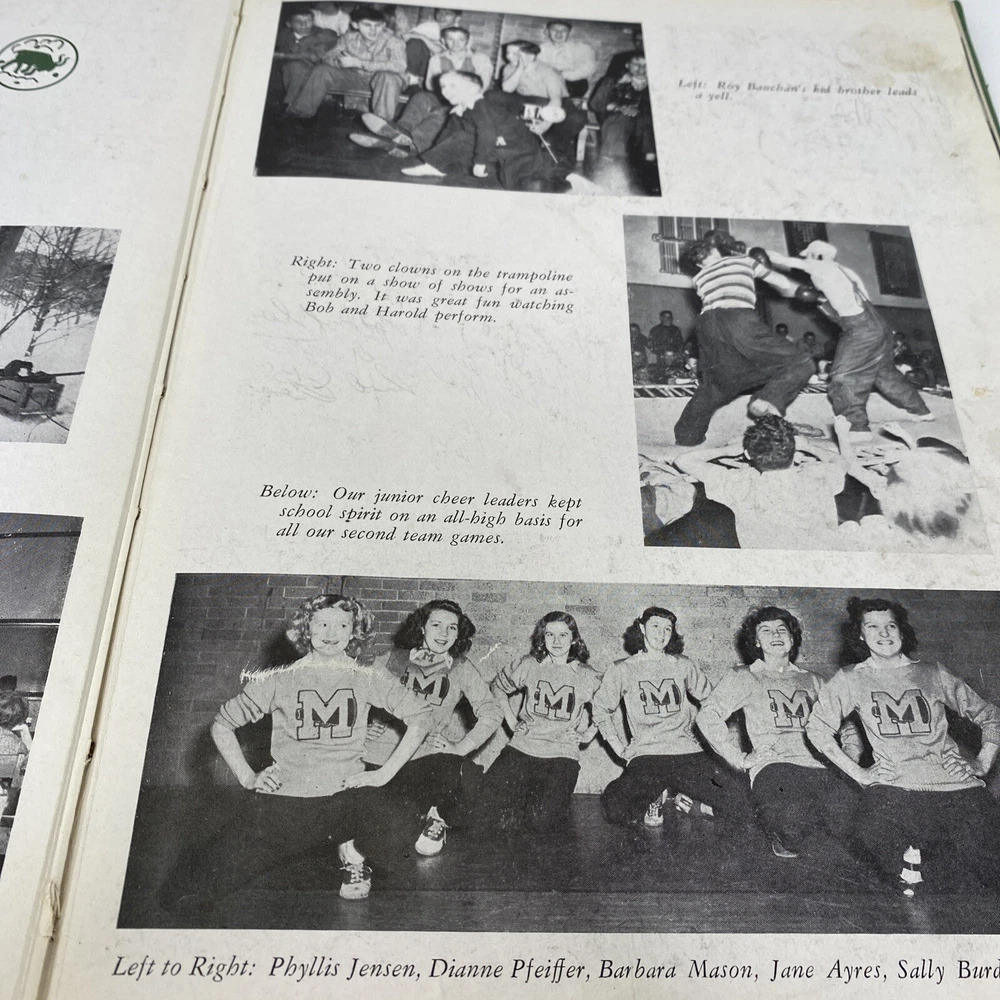 Left: Roy Bauchan's kid brother leads
a yell.
Right: Two clowns on the trampoline
put on a show of shows for an as-
sembly. It was great fun watching
Bob and Harold perform.
Below: Our junior cheer leaders kept
school spirit on an all-high basis for
all our second team games.
M
M
M
M
M
M
Left to Right: Phyllis Jensen, Dianne Pfeiffer, Barbara Mason, Jane Ayres, Sally Burd